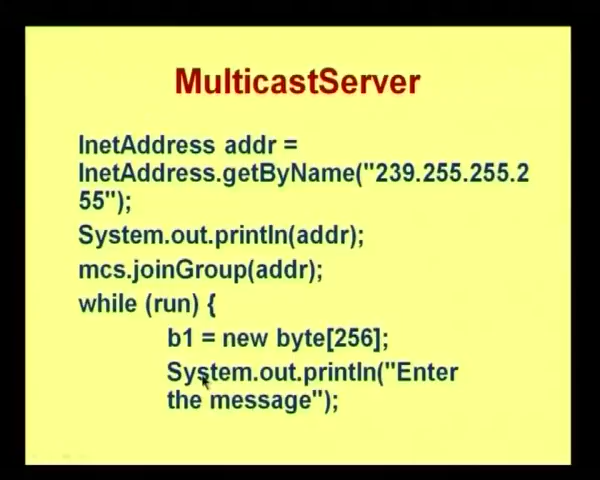 MulticastServer
InetAddress addr =
InetAddress.getByName("239.255.255.2
55");
System.out.println(addr);
mcs.joinGroup(addr);
while (run) {
b1 = new byte[256];
System.out.println("Enter
the message");